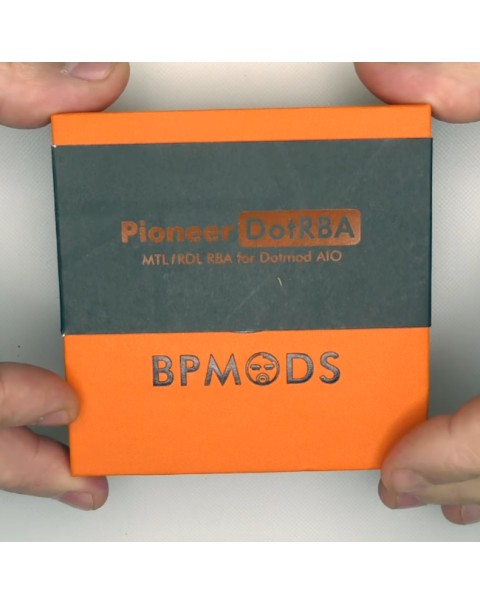 Pioneer DotRBA
MTL/RDL RBA for Dotmod AIO
BPMODS